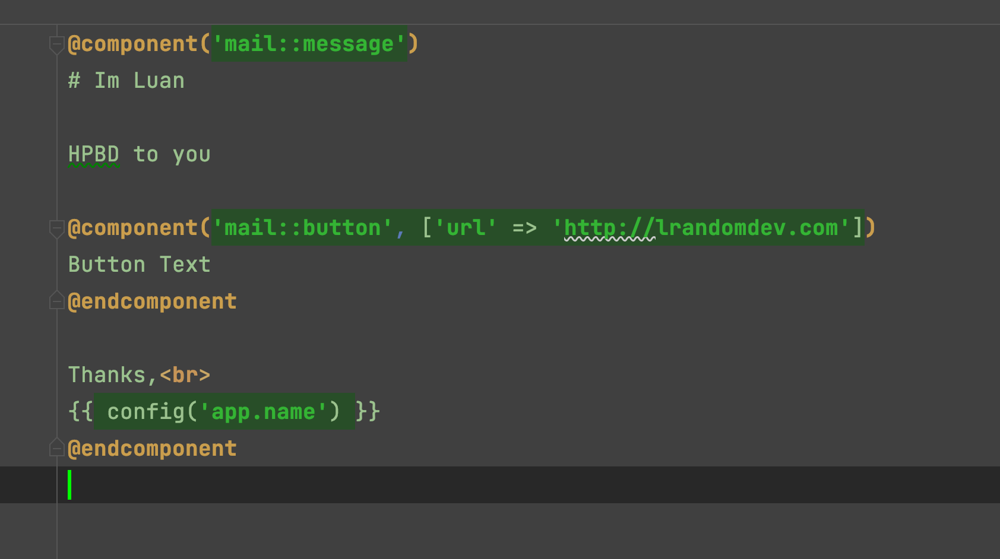 @component('mail::message')
# Im Luan
HPBD to you
@component('mail::button', ['url' => 'http://lrandomdev.com'])
Button Text
@endcomponent
Thanks,<br>
{{ config('app.name') }}
@endcomponent